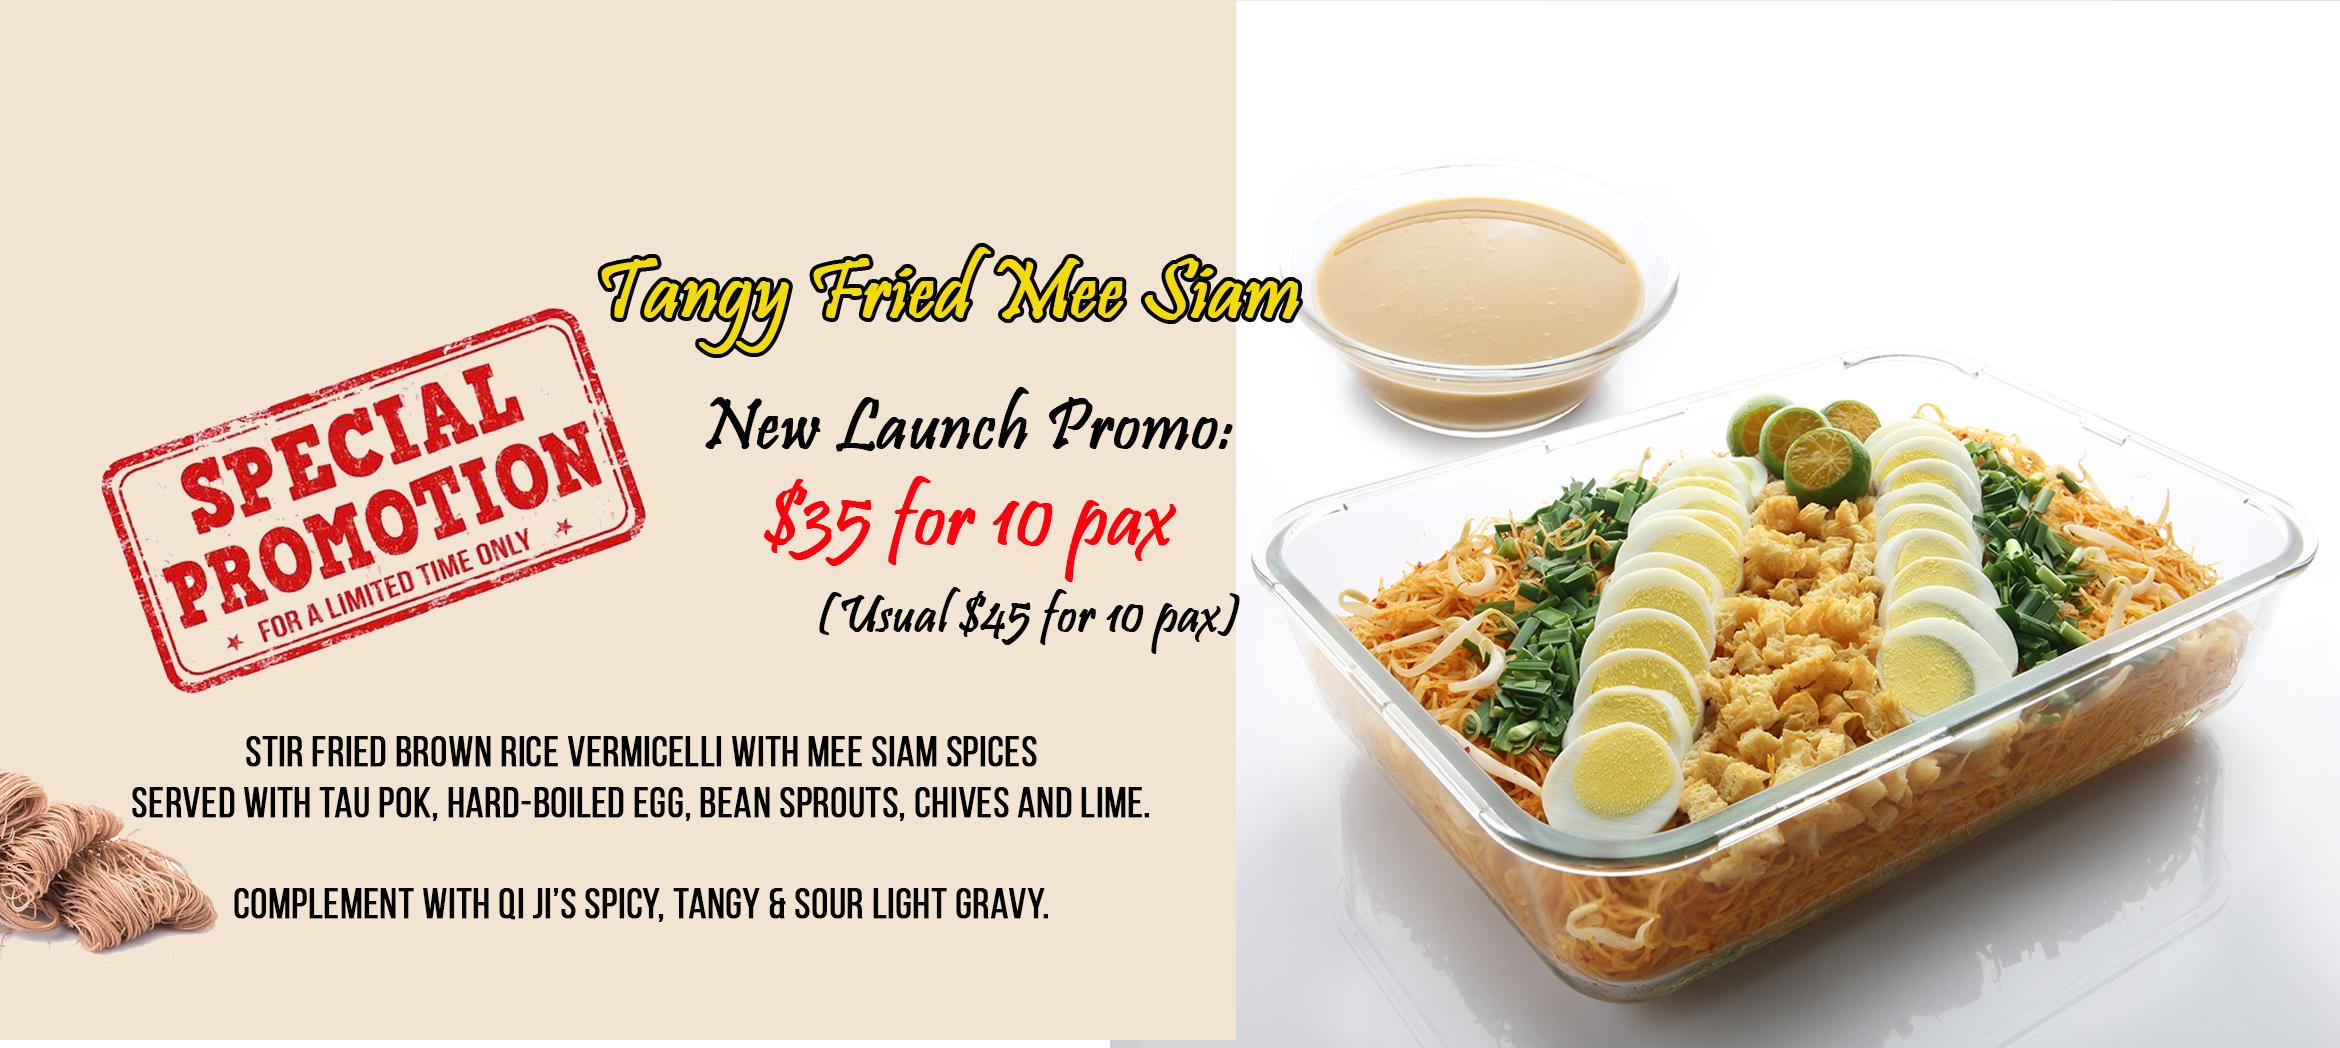 Tangy Fried Mee Siam
SPECIAL
PROMOTION
FOR A LIMITED TIME ONLY
New Launch Promo:
$35 for 10 pax
(Usual $45 for 10 pax)
STIR FRIED BROWN RICE VERMICELLI WITH MEE SIAM SPICES
SERVED WITH TAU POK, HARD-BOILED EGG, BEAN SPROUTS, CHIVES AND LIME.
COMPLEMENT WITH QI JI'S SPICY, TANGY & SOUR LIGHT GRAVY.